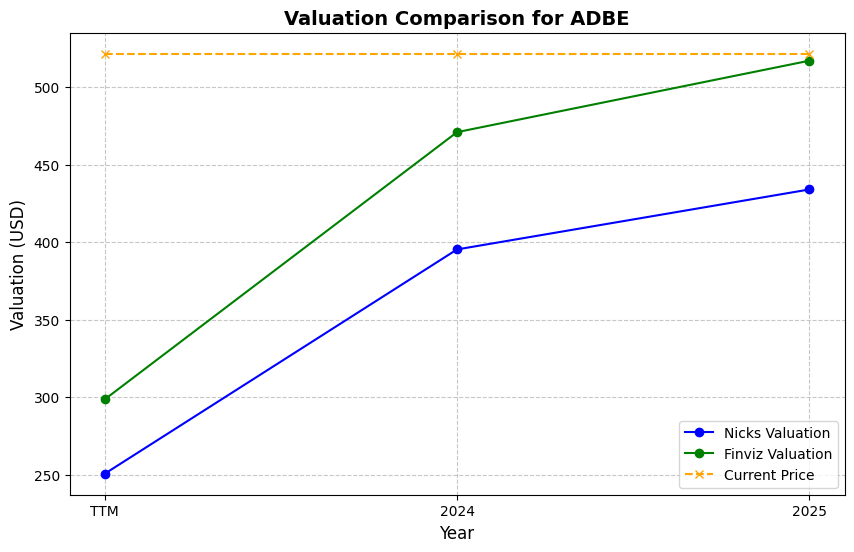 Valuation Comparison for ADBE
Valuation (USD)
500
450
400
350
300
250
TTM
2024
2025
Year
Nicks Valuation
Finviz Valuation
Current Price